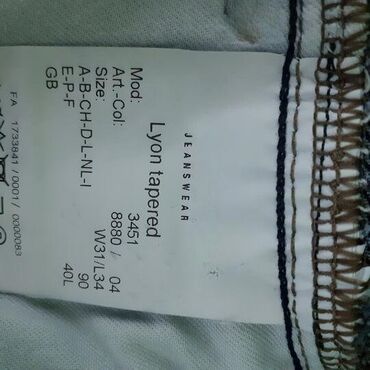 JEANSWEAR
Lyon tapered
Mod: 3451
Art.-Col: 8880 / 04
Size: W31/L34
A-B-CH-D-L-NL-I 90
E-P-F
GB 40L
FA 1733841 / 0001 / 0000083